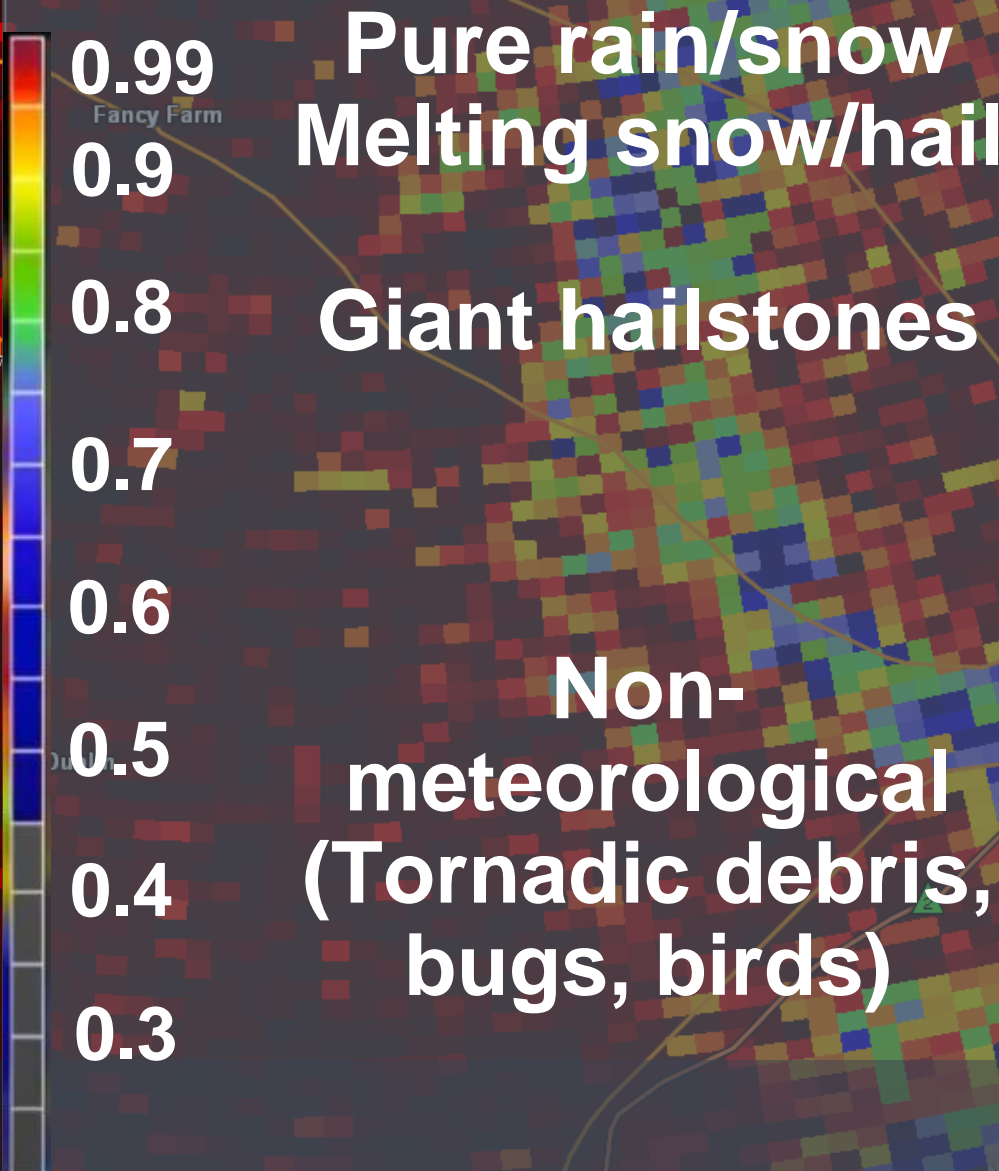 0.99 Pure rain/snow
Fancy Farm
0.9 Melting snow/hail
0.8 Giant hailstones
0.7
0.6
Non-
0.5 meteorological
0.4 (Tornadic debris,
2
bugs, birds)
0.3